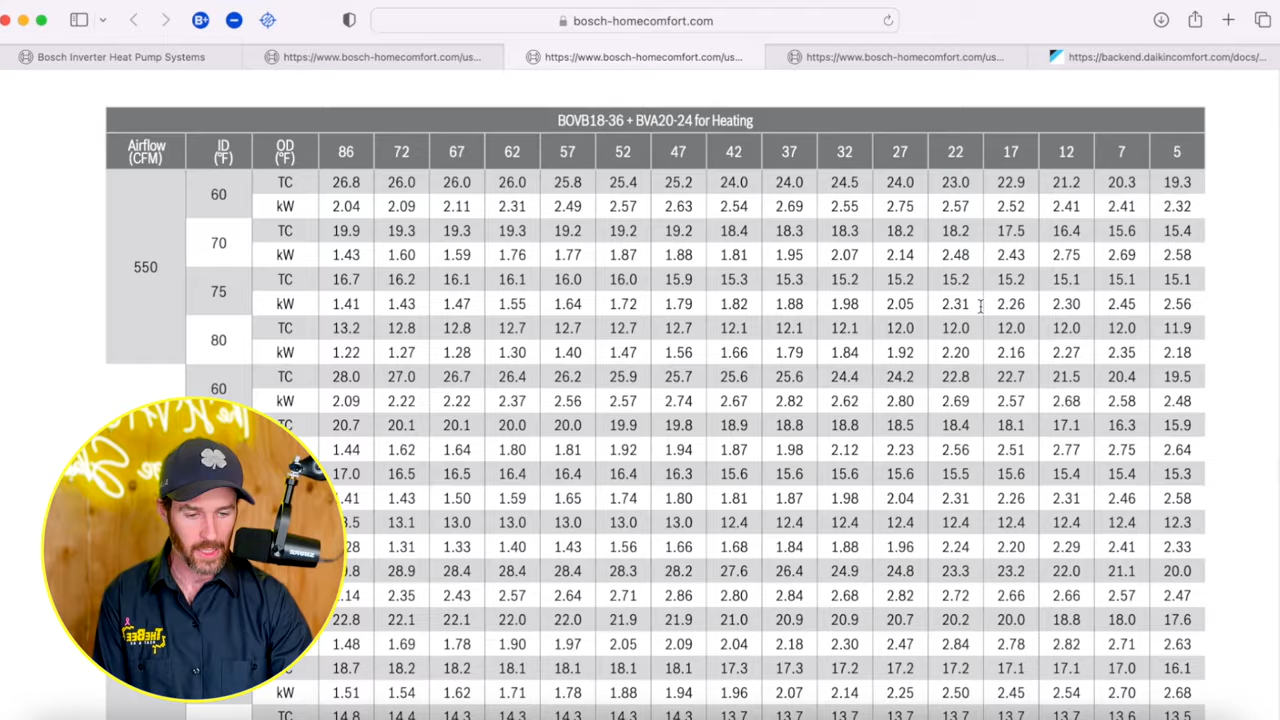 bosch-homecomfort.com
Bosch Inverter Heat Pump Systems
https://www.bosch-homecomfort.com/us...
https://www.bosch-homecomfort.com/us...
https://www.bosch-homecomfort.com/us...
https://backend.daikincomfort.com/docs/...
BOVB18-36 + BVA20-24 for Heating
Airflow (CFM) ID (°F) OD (°F) 86 72 67 62 57 52 47 42 37 32 27 22 17 12 7 5
550 60 TC 26.8 26.0 26.0 26.0 25.8 25.4 25.2 24.0 24.0 24.5 24.0 23.0 22.9 21.2 20.3 19.3
kW 2.04 2.09 2.11 2.31 2.49 2.57 2.63 2.54 2.69 2.55 2.75 2.57 2.52 2.41 2.41 2.32
70 TC 19.9 19.3 19.3 19.3 19.2 19.2 19.2 18.4 18.3 18.3 18.2 18.2 17.5 16.4 15.6 15.4
kW 1.43 1.60 1.59 1.76 1.77 1.87 1.88 1.81 1.95 2.07 2.14 2.48 2.43 2.75 2.69 2.58
75 TC 16.7 16.2 16.1 16.1 16.0 16.0 15.9 15.3 15.3 15.2 15.2 15.2 15.2 15.1 15.1 15.1
kW 1.41 1.43 1.47 1.55 1.64 1.72 1.79 1.82 1.88 1.98 2.05 2.31 2.26 2.30 2.45 2.56
80 TC 13.2 12.8 12.8 12.7 12.7 12.7 12.7 12.1 12.1 12.1 12.0 12.0 12.0 12.0 12.0 11.9
kW 1.22 1.27 1.28 1.30 1.40 1.47 1.56 1.66 1.79 1.84 1.92 2.20 2.16 2.27 2.35 2.18
60 TC 28.0 27.0 26.7 26.4 26.2 25.9 25.7 25.6 25.6 24.4 24.2 22.8 22.7 21.5 20.4 19.5
kW 2.09 2.22 2.22 2.37 2.56 2.57 2.74 2.67 2.82 2.62 2.80 2.69 2.57 2.68 2.58 2.48
TC 20.7 20.1 20.0 20.0 19.9 19.8 18.9 18.8 18.8 18.5 18.4 18.1 17.1 16.3 15.9
1.44 1.62 1.64 1.80 1.81 1.92 1.94 1.87 1.98 2.12 2.23 2.56 2.51 2.77 2.75 2.64
17.0 16.5 16.5 16.4 16.4 16.4 16.3 15.7 15.6 15.6 15.6 15.5 15.6 15.4 15.4 15.3
.41 1.43 1.50 1.59 1.65 1.74 1.80 1.81 1.87 1.98 2.04 2.31 2.26 2.31 2.46 2.58
.5 13.1 13.0 13.0 13.0 13.0 13.0 12.4 12.4 12.4 12.4 12.4 12.4 12.4 12.4 12.3
28 1.31 1.33 1.40 1.43 1.56 1.66 1.68 1.84 1.88 1.96 2.24 2.20 2.29 2.41 2.33
.8 28.9 28.4 28.4 28.4 28.3 28.2 27.6 26.4 24.9 24.8 23.3 23.2 22.0 21.1 20.0
.14 2.35 2.43 2.57 2.64 2.71 2.86 2.80 2.84 2.68 2.82 2.72 2.66 2.66 2.57 2.47
22.8 22.1 22.1 22.0 22.0 21.9 21.9 21.0 20.9 20.9 20.7 20.2 20.0 18.8 18.0 17.6
1.48 1.69 1.78 1.90 1.97 2.05 2.09 2.04 2.18 2.30 2.47 2.84 2.78 2.82 2.71 2.63
18.7 18.2 18.2 18.1 18.1 18.1 18.1 17.3 17.3 17.2 17.2 17.2 17.1 17.1 17.0 16.1
kW 1.51 1.54 1.62 1.71 1.78 1.88 1.94 1.96 2.07 2.14 2.25 2.50 2.45 2.54 2.70 2.68
TC 14.8 14.4 14.3 14.3 14.3 14.3 14.3 13.7 13.7 13.7 13.7 13.7 13.7 13.7 13.6 13.5